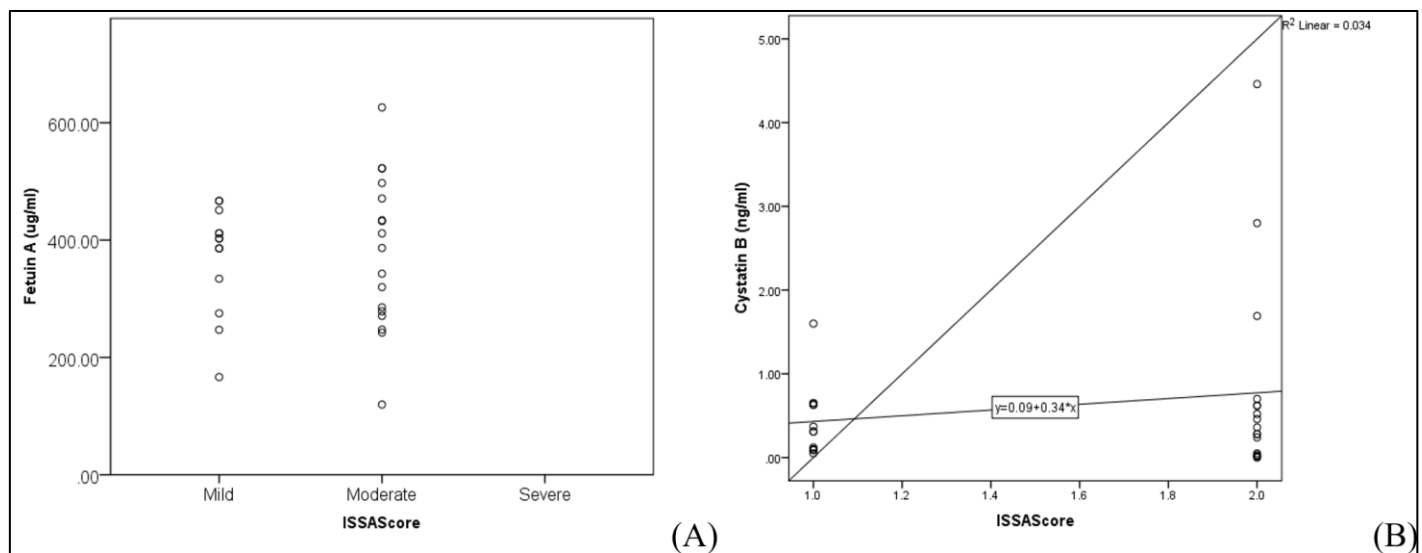 600.00
400.00
200.00
.00
Fetuin A (ug/ml)
Mild Moderate Severe
ISSAScore
(A)
R2 Linear = 0.034
5.00
4.00
3.00
2.00
1.00
.00
Cystatin B (ng/ml)
y=0.09+0.34*x
1.0 1.2 1.4 1.6 1.8 2.0
ISSAScore
(B)